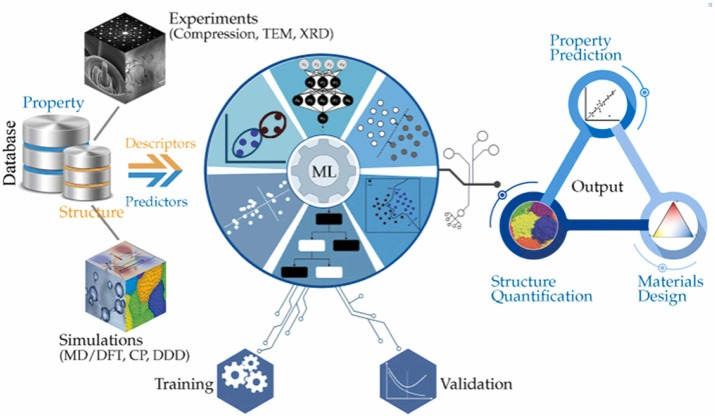 Experiments
(Compression, TEM, XRD)
Database
Property
Structure
Descriptors
Predictors
Simulations
(MD/DFT, CP, DDD)
ML
Training
Validation
Property
Prediction
Output
Structure
Quantification
Materials
Design